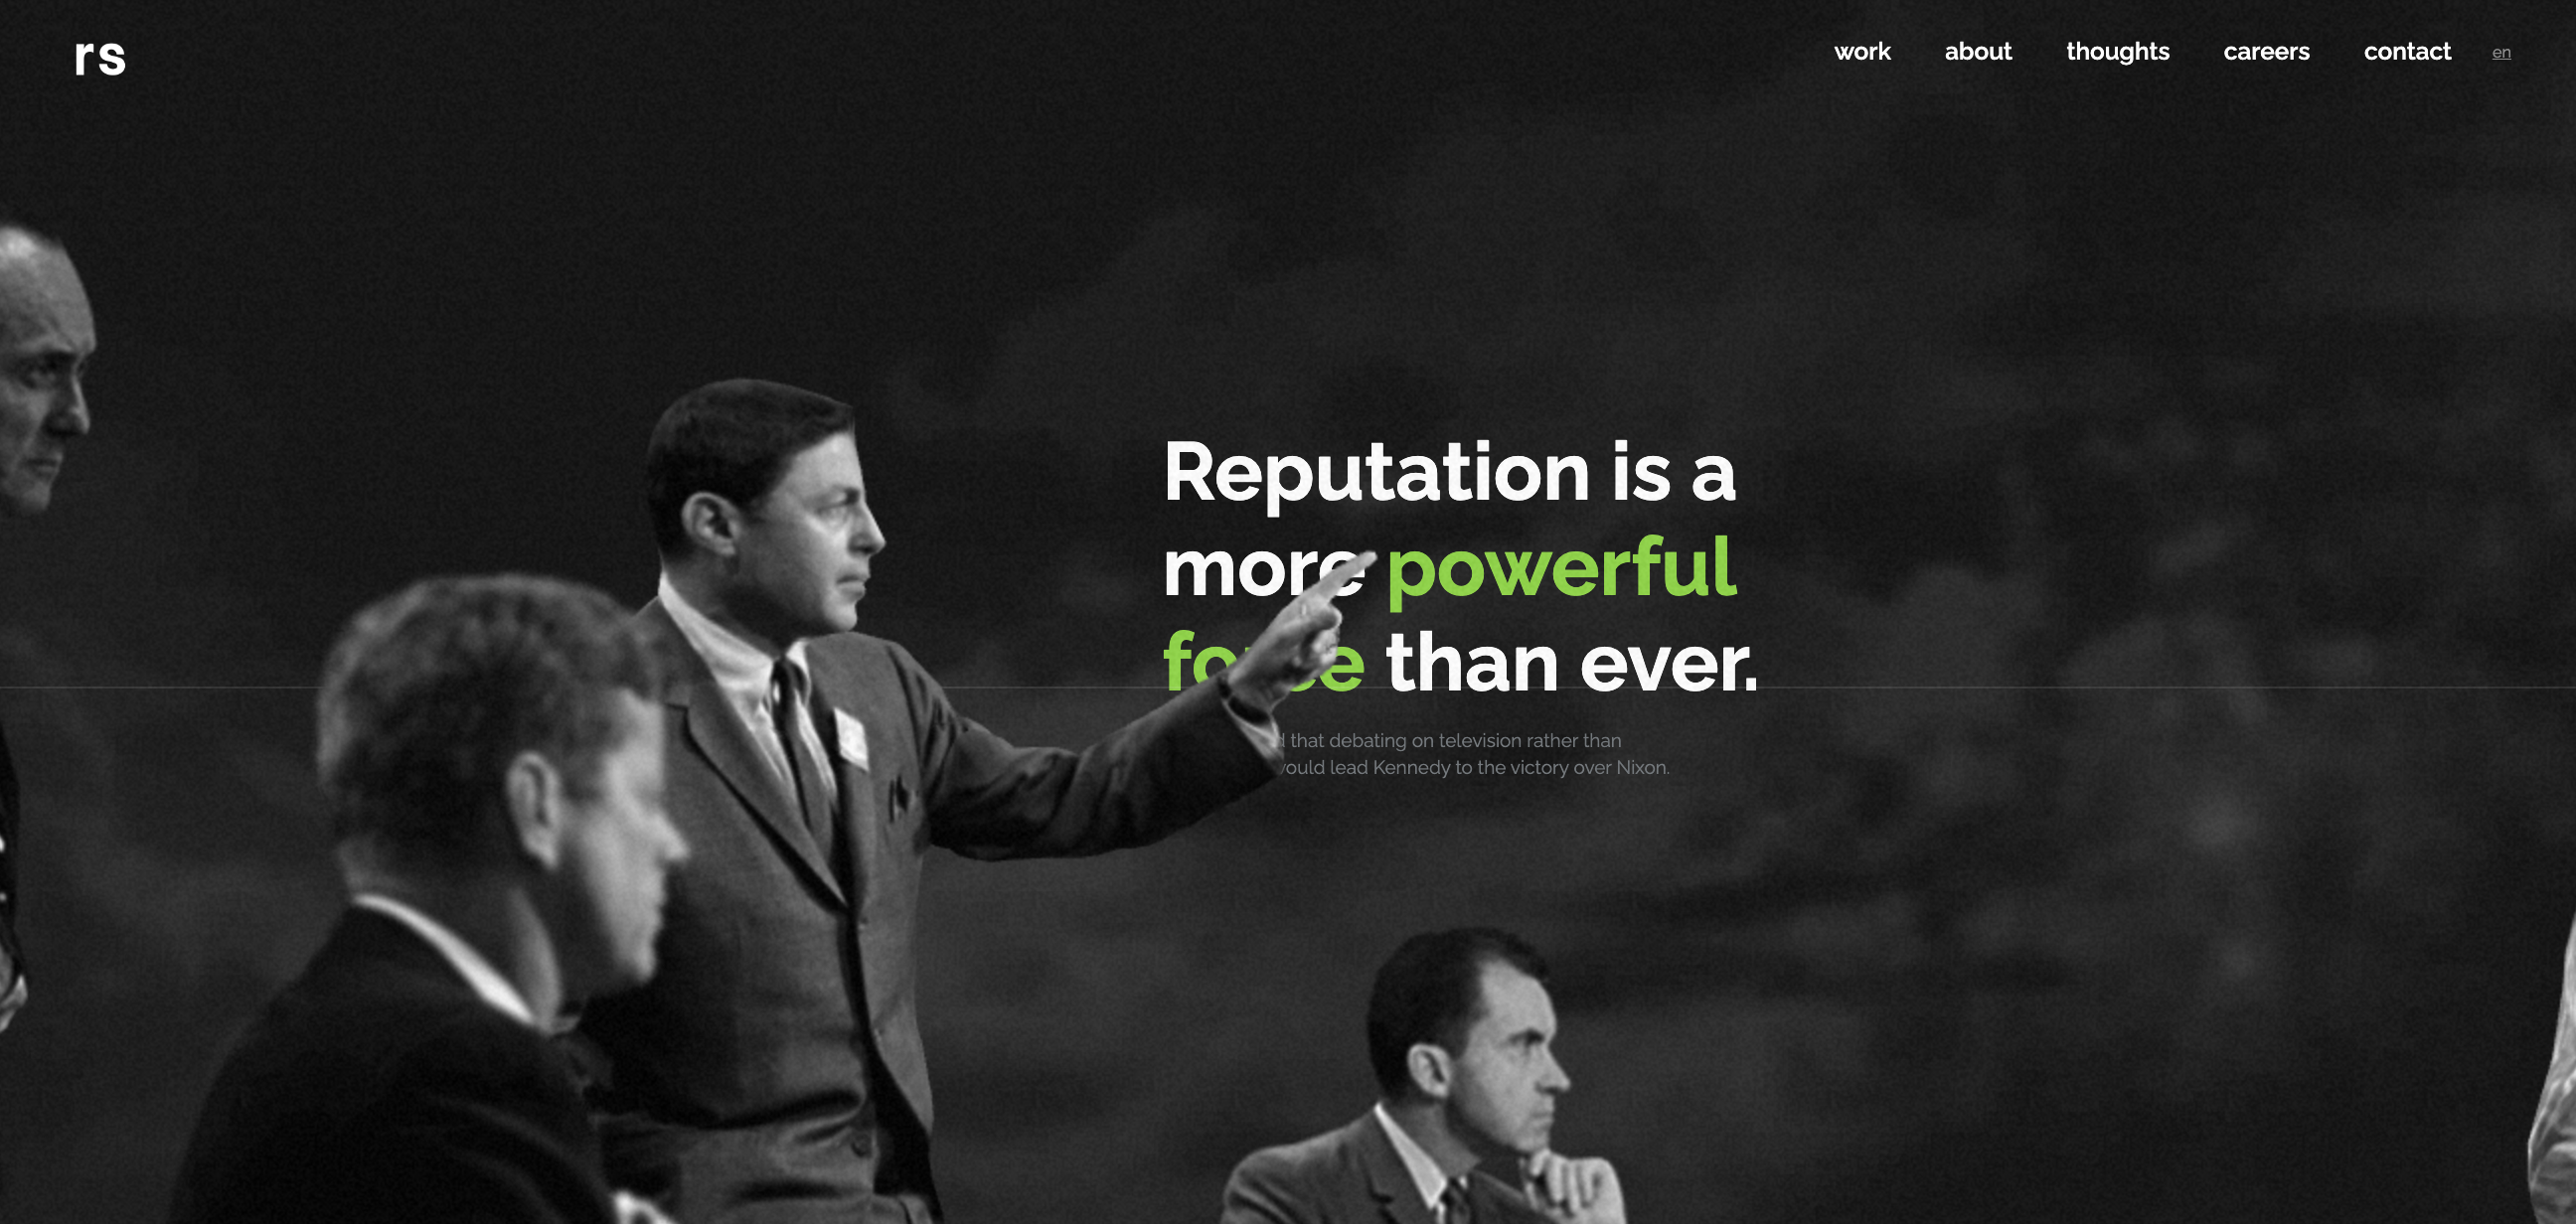 rs
work about thoughts careers contact en
Reputation is a
more powerful
than ever.
that debating on television rather than
lead Kennedy to the victory over Nixon.